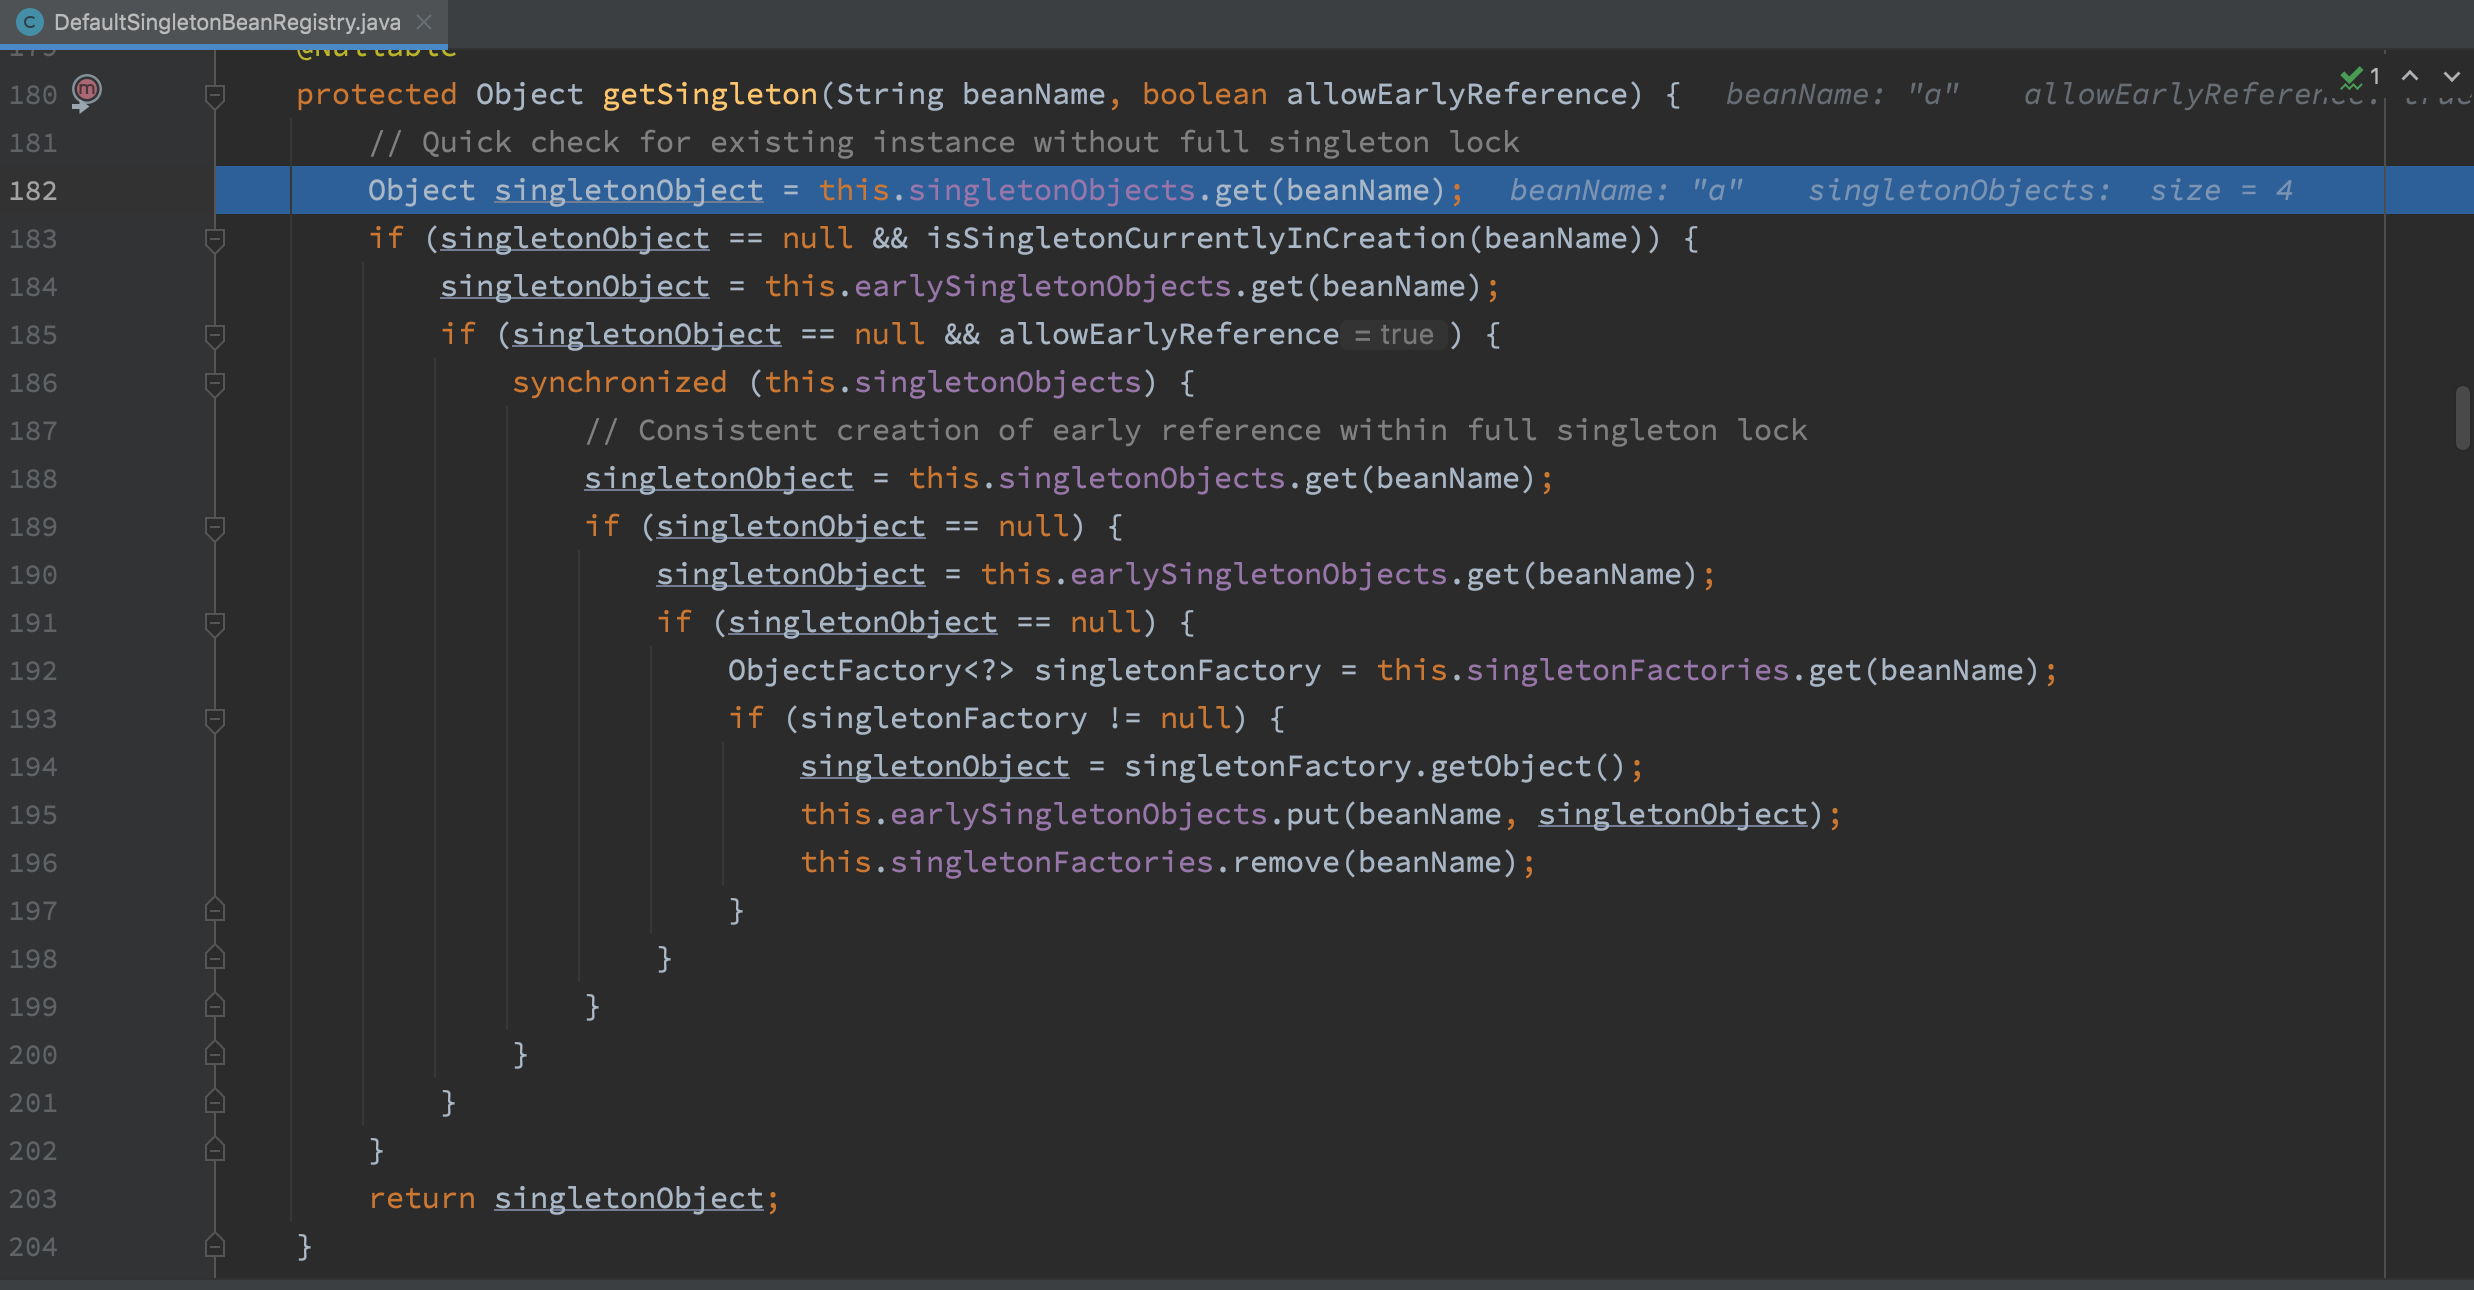 DefaultSingletonBeanRegistry.java
179 @Nullable
180 protected Object getSingleton(String beanName, boolean allowEarlyReference) { beanName: "a" allowEarlyReference: true
1
181 // Quick check for existing instance without full singleton lock
182 Object singletonObject = this.singletonObjects.get(beanName); beanName: "a" singletonObjects: size = 4
183 if (singletonObject == null && isSingletonCurrentlyInCreation(beanName)) {
184 singletonObject = this.earlySingletonObjects.get(beanName);
185 if (singletonObject == null && allowEarlyReference = true ) {
186 synchronized (this.singletonObjects) {
187 // Consistent creation of early reference within full singleton lock
188 singletonObject = this.singletonObjects.get(beanName);
189 if (singletonObject == null) {
190 singletonObject = this.earlySingletonObjects.get(beanName);
191 if (singletonObject == null) {
192 ObjectFactory<?> singletonFactory = this.singletonFactories.get(beanName);
193 if (singletonFactory != null) {
194 singletonObject = singletonFactory.getObject();
195 this.earlySingletonObjects.put(beanName, singletonObject);
196 this.singletonFactories.remove(beanName);
197 }
198 }
199 }
200 }
201 }
202 }
203 return singletonObject;
204 }